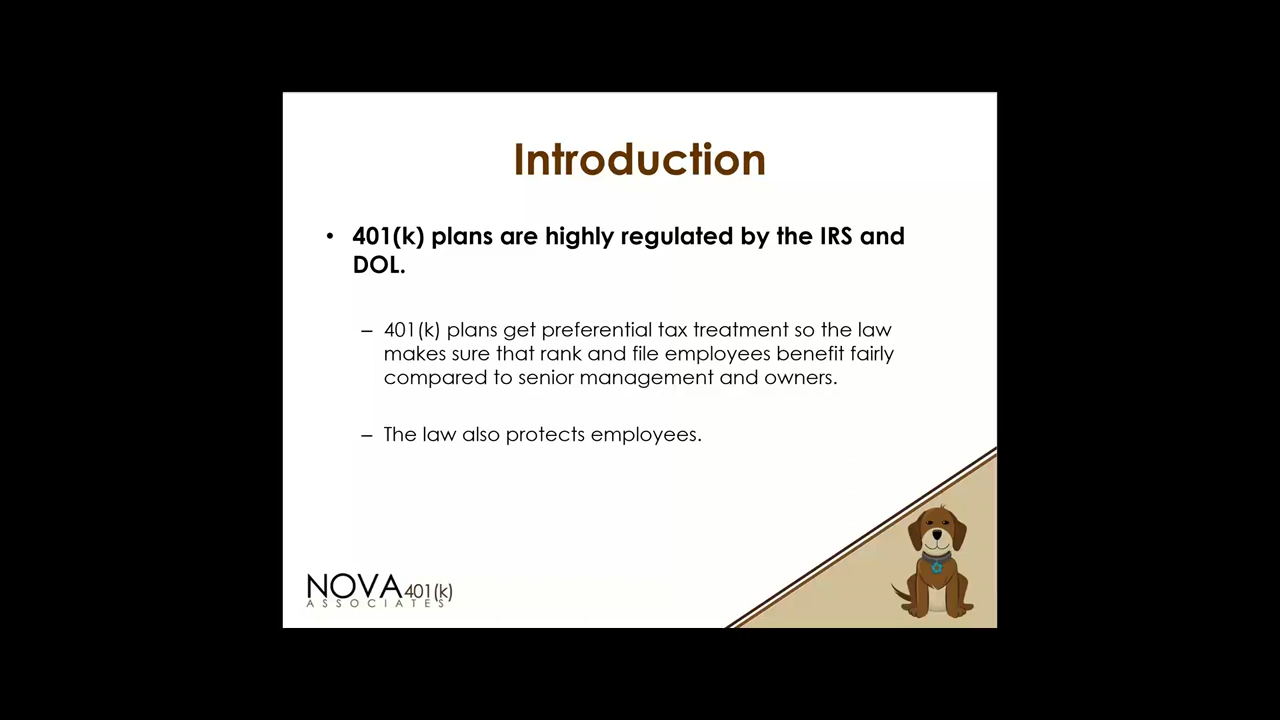 Introduction
• 401(k) plans are highly regulated by the IRS and
DOL.
– 401(k) plans get preferential tax treatment so the law
makes sure that rank and file employees benefit fairly
compared to senior management and owners.
– The law also protects employees.
NOVA 401(k)
ASSOCIATES